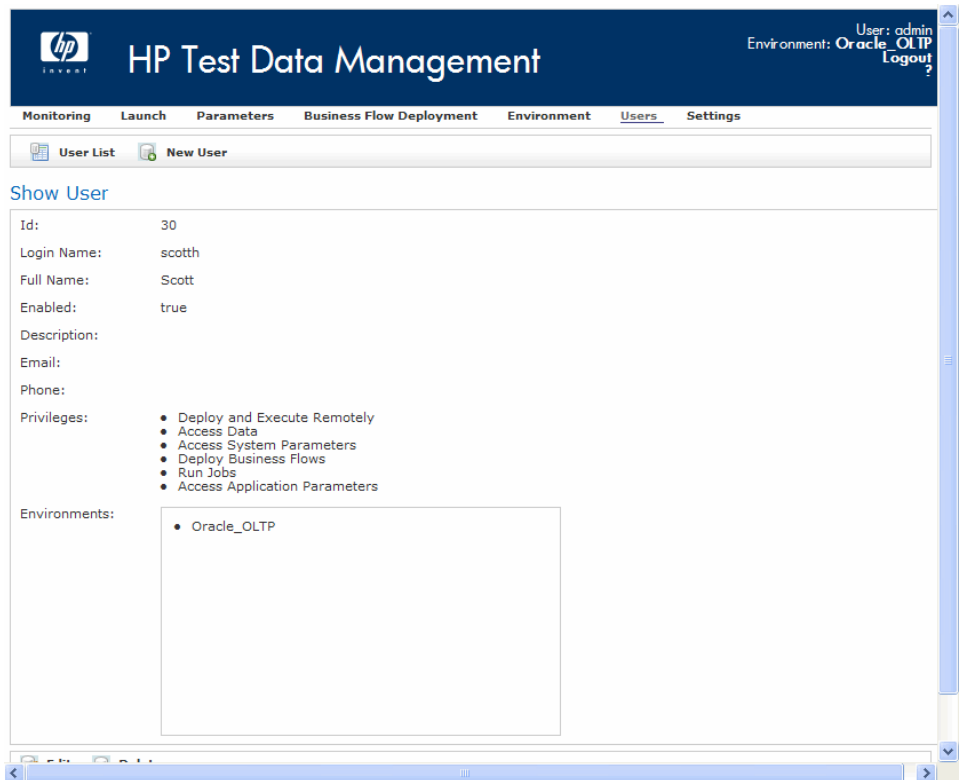 hp
invent
HP Test Data Management
User: admin
Environment: Oracle_OLTP
Logout
?
Monitoring Launch Parameters Business Flow Deployment Environment Users Settings
User List New User
Show User
Id: 30
Login Name: scotth
Full Name: Scott
Enabled: true
Description:
Email:
Phone:
Privileges:
• Deploy and Execute Remotely
• Access Data
• Access System Parameters
• Deploy Business Flows
• Run Jobs
• Access Application Parameters
Environments:
• Oracle_OLTP